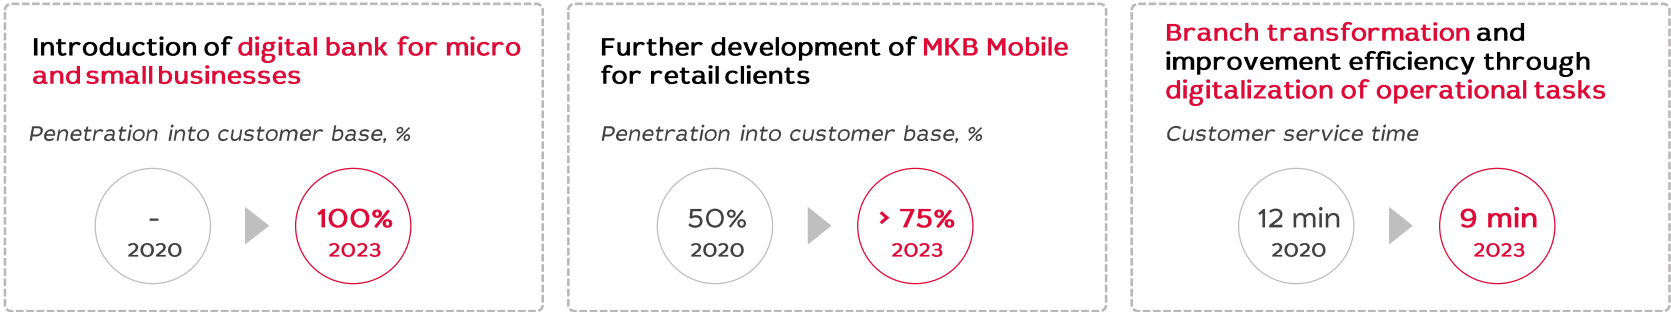 Introduction of digital bank for micro
and small businesses
Penetration into customer base, %
-
2020
100%
2023
Further development of MKB Mobile
for retail clients
Penetration into customer base, %
50%
2020
> 75%
2023
Branch transformation and
improvement efficiency through
digitalization of operational tasks
Customer service time
12 min
2020
9 min
2023